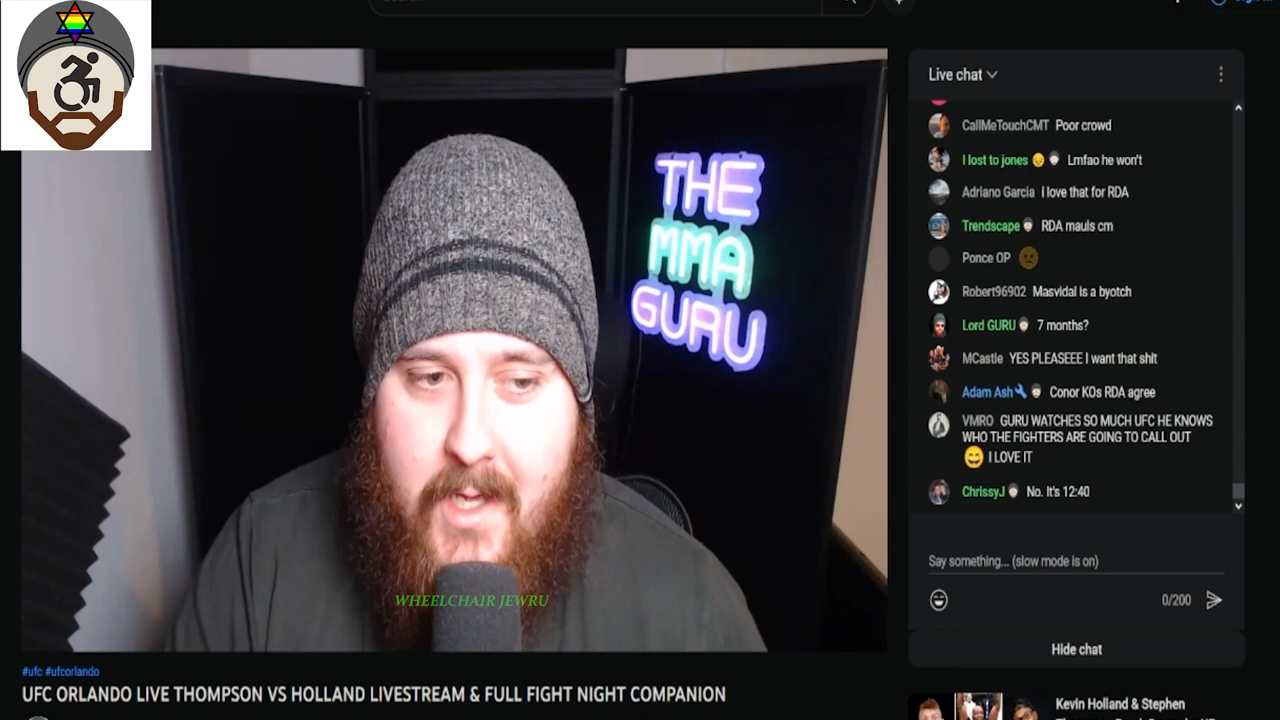 THE
MMA
GURU
WHEELCHAIR JEWRU
#ufc #ufcorlando
UFC ORLANDO LIVE THOMPSON VS HOLLAND LIVESTREAM & FULL FIGHT NIGHT COMPANION
Live chat
CallMeTouchCMT Poor crowd
I lost to jones Lmfao he won't
Adriano Garcia I love that for RDA
Trendscape RDA mauls cm
Ponce OP
Robert96902 Masvidal is a byotch
Lord GURU 7 months?
MCastle YES PLEASEEE I want that shit
Adam Ash Conor KOs RDA agree
VMRO GURU WATCHES SO MUCH UFC HE KNOWS
WHO THE FIGHTERS ARE GOING TO CALL OUT
I LOVE IT
ChrissyJ No. It's 12:40
Say something... (slow mode is on)
0/200
Hide chat
Kevin Holland & Stephen